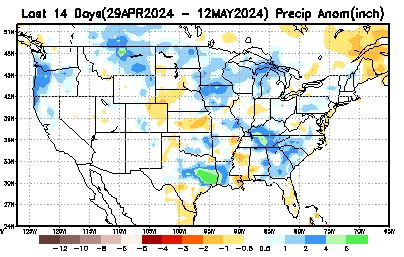 Last 14 Days(29APR2024 – 12MAY2024) Precip Anom(inch)
51N
48N
45N
42N
39N
36N
33N
30N
27N
24N
125W 120W 115W 110W 105W 100W 95W 90W 85W 80W 75W 70W 65W
-12 -10 -8 -6 -5 -4 -3 -2 -1 -0.5 0.5 1 2 4 6